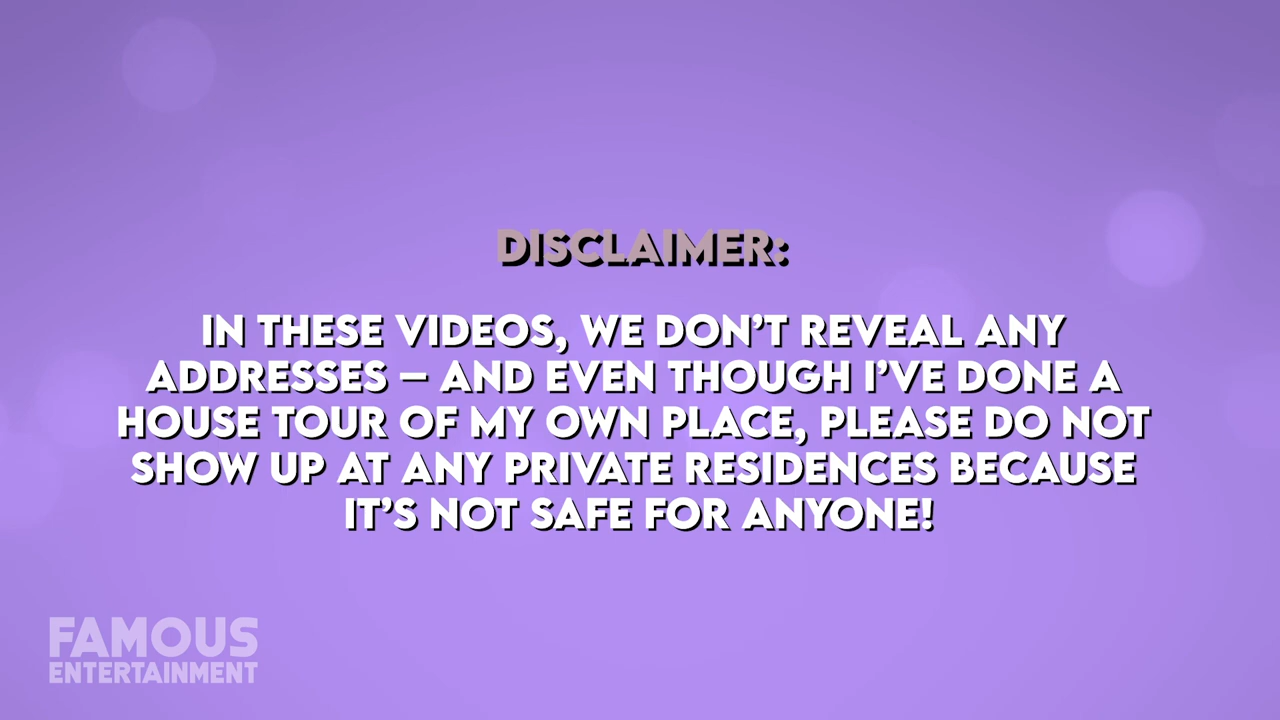 DISCLAIMER:
IN THESE VIDEOS, WE DON'T REVEAL ANY
ADDRESSES – AND EVEN THOUGH I'VE DONE A
HOUSE TOUR OF MY OWN PLACE, PLEASE DO NOT
SHOW UP AT ANY PRIVATE RESIDENCES BECAUSE
IT'S NOT SAFE FOR ANYONE!
FAMOUS
ENTERTAINMENT